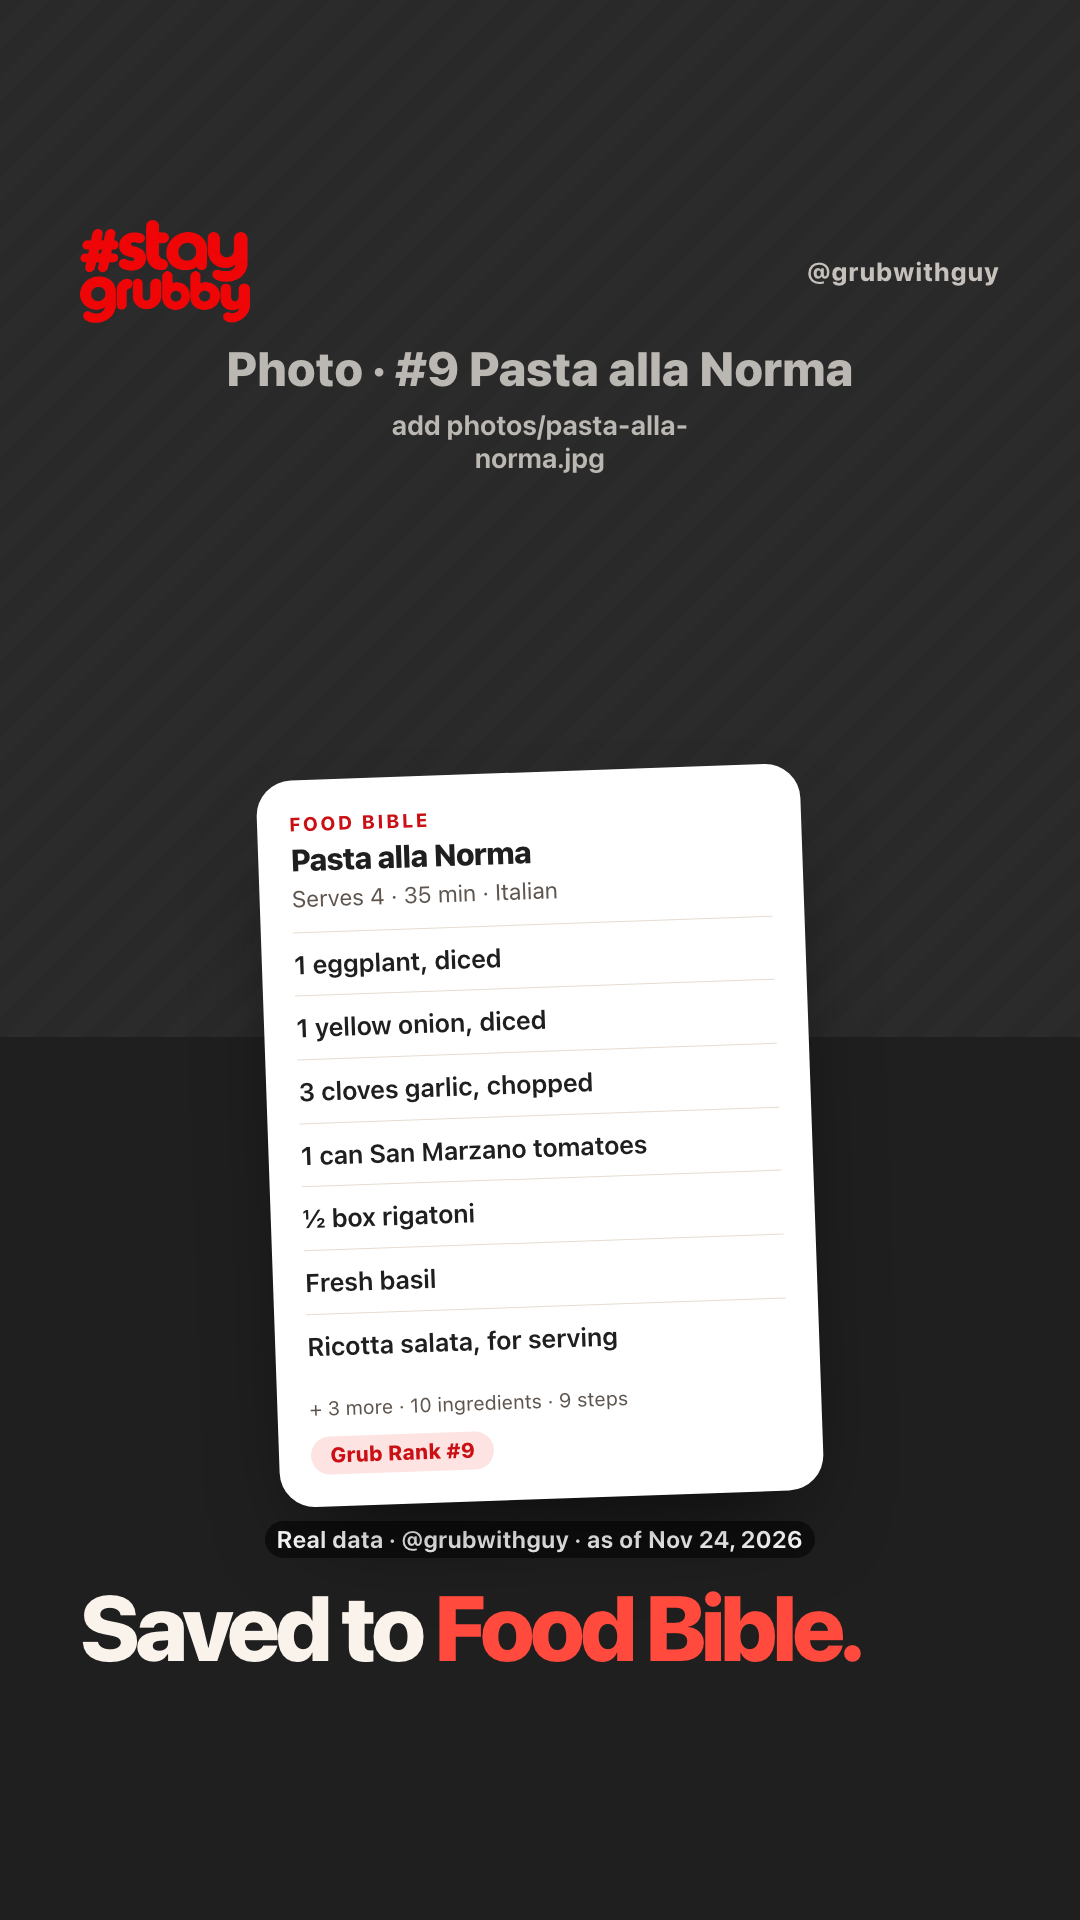 #stay
grubby
@grubwithguy
Photo · #9 Pasta alla Norma
add photos/pasta-alla-
norma.jpg
FOOD BIBLE
Pasta alla Norma
Serves 4 · 35 min · Italian
1 eggplant, diced
1 yellow onion, diced
3 cloves garlic, chopped
1 can San Marzano tomatoes
½ box rigatoni
Fresh basil
Ricotta salata, for serving
+ 3 more · 10 ingredients · 9 steps
Grub Rank #9
Real data · @grubwithguy · as of Nov 24, 2026
Saved to Food Bible.